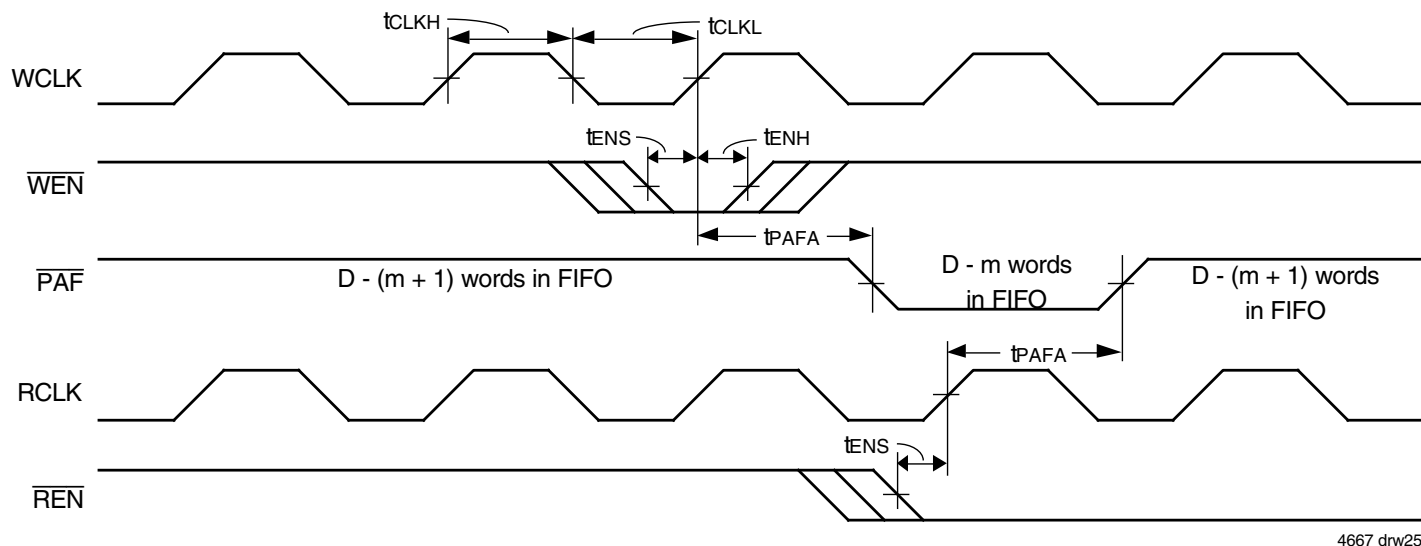 tCLKH
tCLKL
WCLK
tENS
tENH
WEN
tPAFA
PAF
D - (m + 1) words in FIFO
D - m words
in FIFO
D - (m + 1) words
in FIFO
tPAFA
RCLK
tENS
REN
4667 drw25